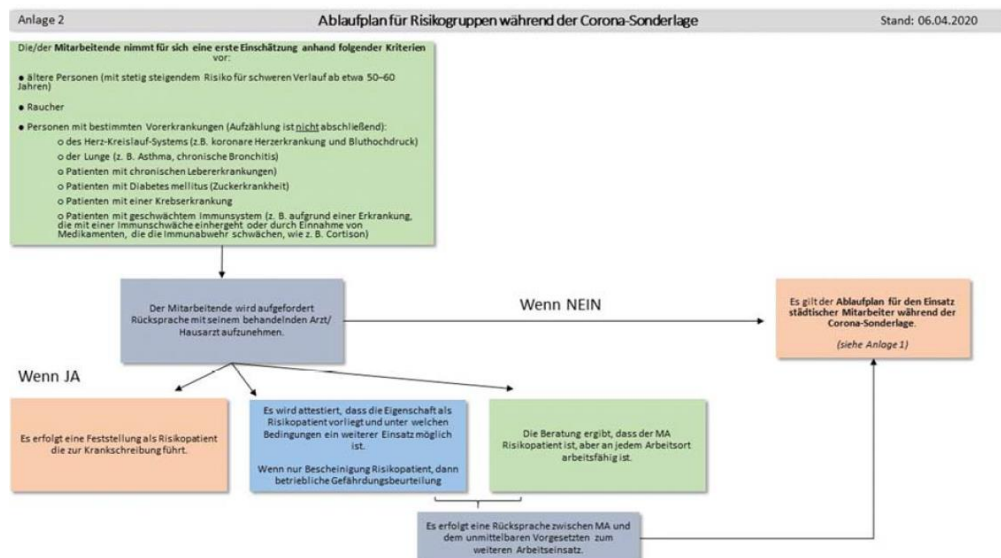 Anlage 2
Ablaufplan für Risikogruppen während der Corona-Sonderlage
Stand: 06.04.2020
Die/der Mitarbeitende nimmt für sich eine erste Einschätzung anhand folgender Kriterien
vor:
● ältere Personen (mit stetig steigendem Risiko für schweren Verlauf ab etwa 50–60
Jahren)
● Raucher
● Personen mit bestimmten Vorerkrankungen (Aufzählung ist nicht abschließend):
o des Herz-Kreislauf-Systems (z.B. koronare Herzerkrankung und Bluthochdruck)
o der Lunge (z. B. Asthma, chronische Bronchitis)
o Patienten mit chronischen Lebererkrankungen)
o Patienten mit Diabetes mellitus (Zuckerkrankheit)
o Patienten mit einer Krebserkrankung
o Patienten mit geschwächtem Immunsystem (z. B. aufgrund einer Erkrankung,
die mit einer Immunschwäche einhergeht oder durch Einnahme von
Medikamenten, die die Immunabwehr schwächen, wie z. B. Cortison)
Der Mitarbeitende wird aufgefordert
Rücksprache mit seinem behandelnden Arzt/
Hausarzt aufzunehmen.
Wenn NEIN
Es gilt der Ablaufplan für den Einsatz
städtischer Mitarbeiter während der
Corona-Sonderlage.
(siehe Anlage 1)
Wenn JA
Es erfolgt eine Feststellung als Risikopatient
die zur Krankschreibung führt.
Es wird attestiert, dass die Eigenschaft als
Risikopatient vorliegt und unter welchen
Bedingungen ein weiterer Einsatz möglich
ist.
Wenn nur Bescheinigung Risikopatient, dann
betriebliche Gefährdungsbeurteilung
Die Beratung ergibt, dass der MA
Risikopatient ist, aber an jedem Arbeitsort
arbeitsfähig ist.
Es erfolgt eine Rücksprache zwischen MA und
dem unmittelbaren Vorgesetzten zum
weiteren Arbeitseinsatz.